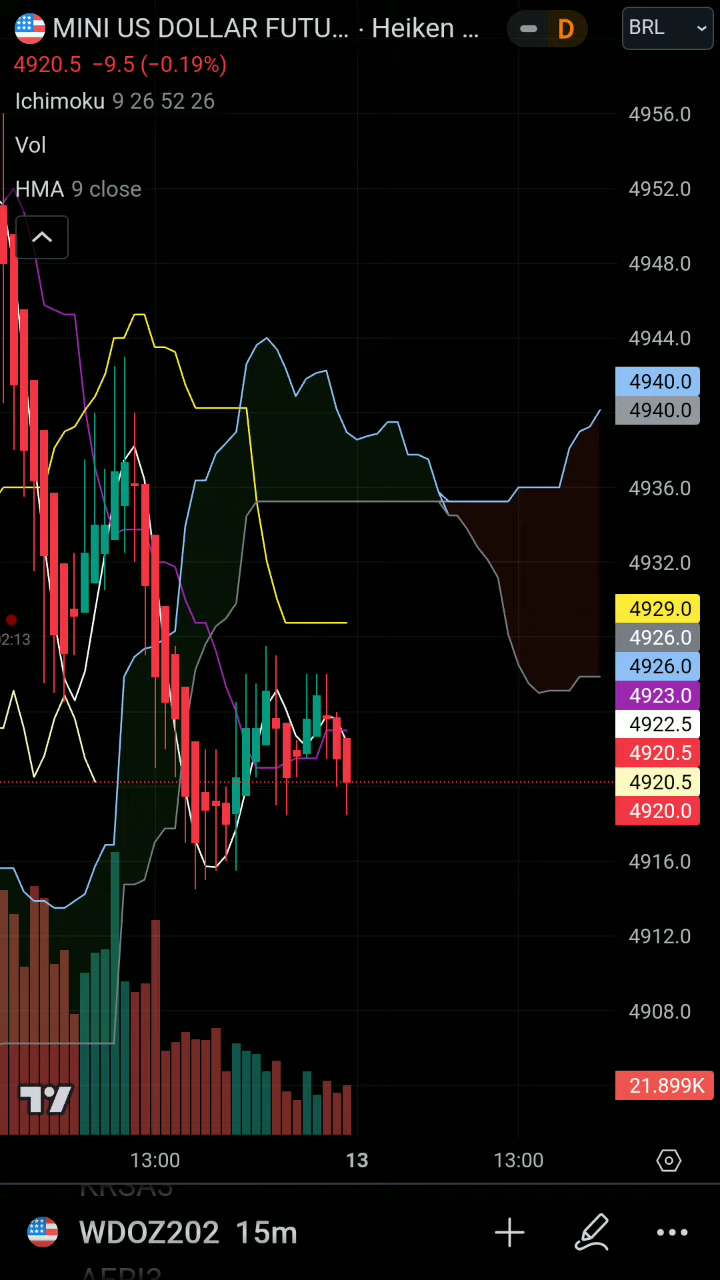 MINI US DOLLAR FUTU... · Heiken ... D BRL
4920.5 −9.5 (−0.19%)
Ichimoku 9 26 52 26
Vol
HMA 9 close
4956.0
4952.0
4948.0
4944.0
4940.0
4940.0
4936.0
4932.0
4929.0
4926.0
4926.0
4923.0
4922.5
4920.5
4920.5
4920.0
4916.0
4912.0
4908.0
21.899K
02:13
13:00 13 13:00
KRSA3
WDOZ202 15m